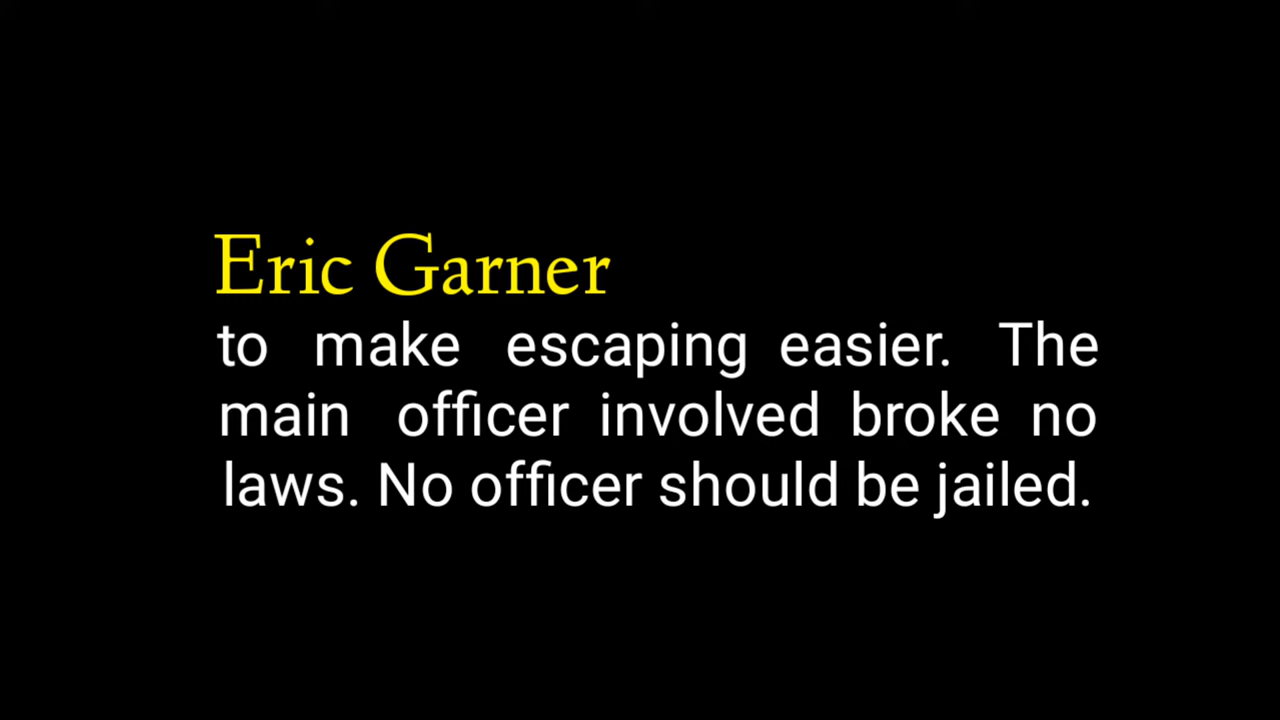 Eric Garner
to make escaping easier. The
main officer involved broke no
laws. No officer should be jailed.